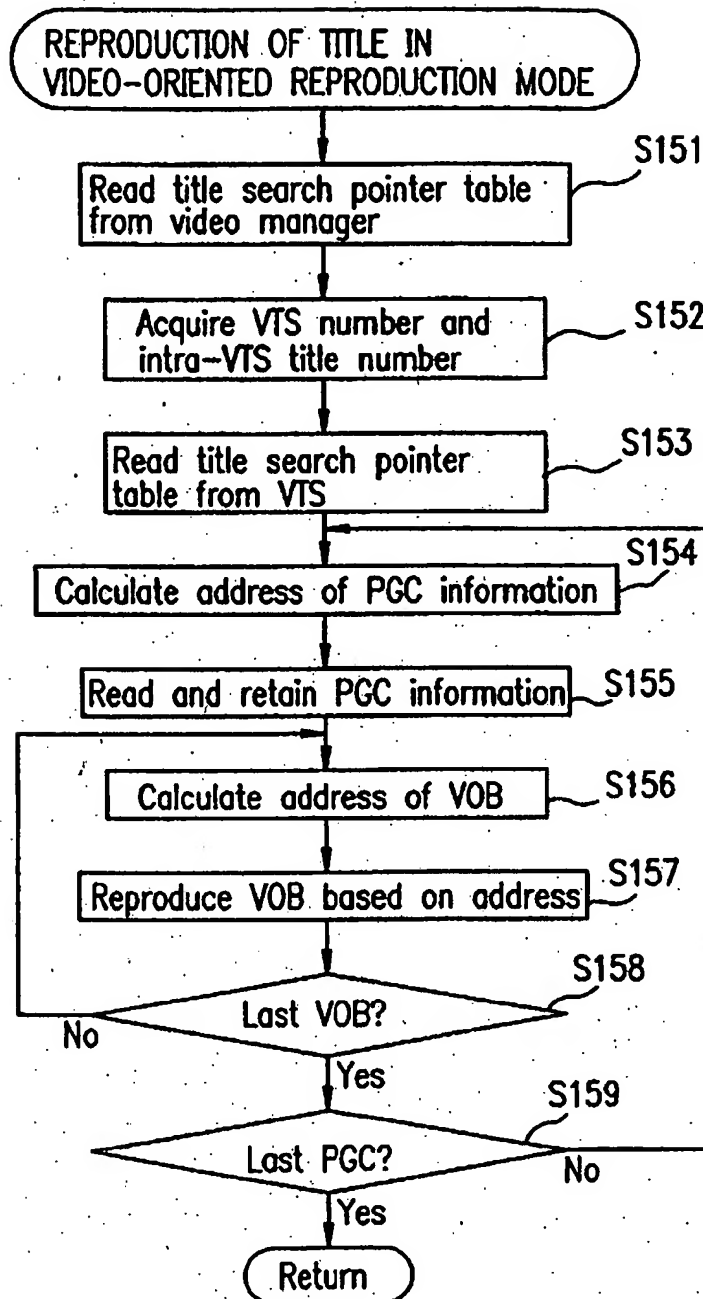 REPRODUCTION OF TITLE IN
VIDEO-ORIENTED REPRODUCTION MODE
S151
Read title search pointer table
from video manager
S152
Acquire VTS number and
intra-VTS title number
S153
Read title search pointer
table from VTS
S154
Calculate address of PGC information
Read and retain PGC information
S155
Calculate address of VOB
S156
Reproduce VOB based on address
S157
S158
Last VOB?
No
Yes
S159
Last PGC?
No
Yes
Return